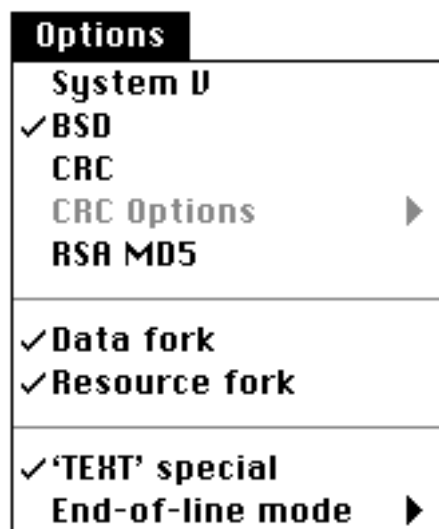 Options
System V
✓BSD
CRC
CRC Options ▶
RSA MD5
✓Data fork
✓Resource fork
✓‘TEXT’ special
End-of-line mode ▶